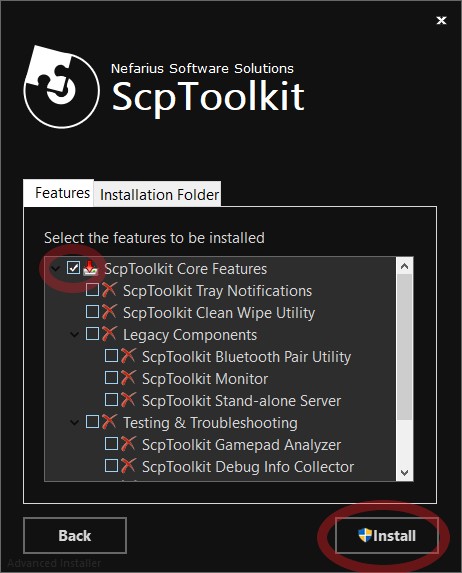 Nefarius Software Solutions
ScpToolkit
Features
Installation Folder
Select the features to be installed
ScpToolkit Core Features
ScpToolkit Tray Notifications
ScpToolkit Clean Wipe Utility
Legacy Components
ScpToolkit Bluetooth Pair Utility
ScpToolkit Monitor
ScpToolkit Stand-alone Server
Testing & Troubleshooting
ScpToolkit Gamepad Analyzer
ScpToolkit Debug Info Collector
Back
Install
Advanced Installer